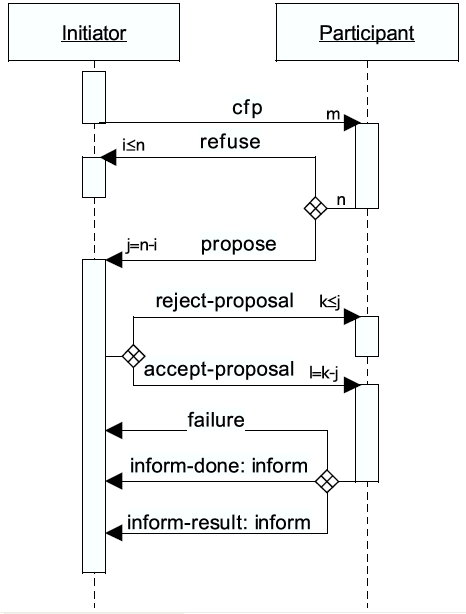 Initiator
Participant
cfp
m
i≤n
refuse
n
j=n-i
propose
reject-proposal
k≤j
accept-proposal
l=k-j
failure
inform-done: inform
inform-result: inform